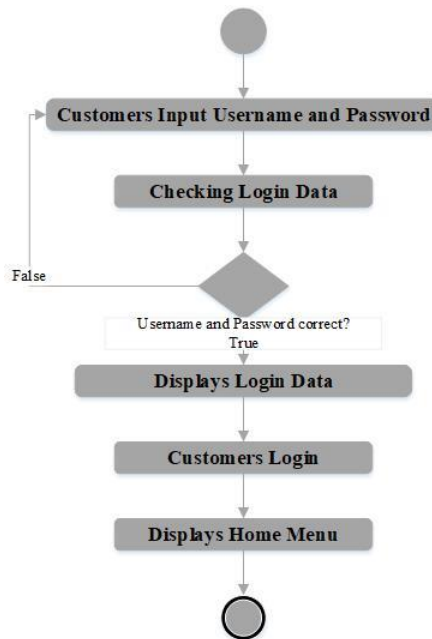 Customers Input Username and Password
Checking Login Data
False
Username and Password correct?
True
Displays Login Data
Customers Login
Displays Home Menu